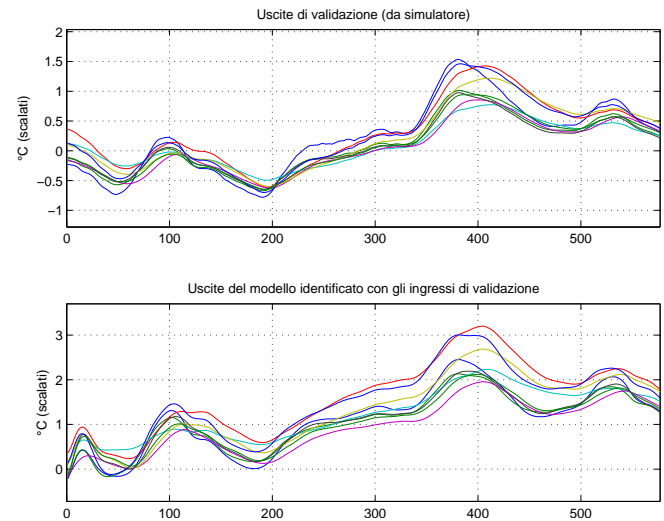 Uscite di validazione (da simulatore)
2
1.5
1
0.5
0
−0.5
−1
°C (scalati)
0 100 200 300 400 500
Uscite del modello identificato con gli ingressi di validazione
3
2
1
0
°C (scalati)
0 100 200 300 400 500